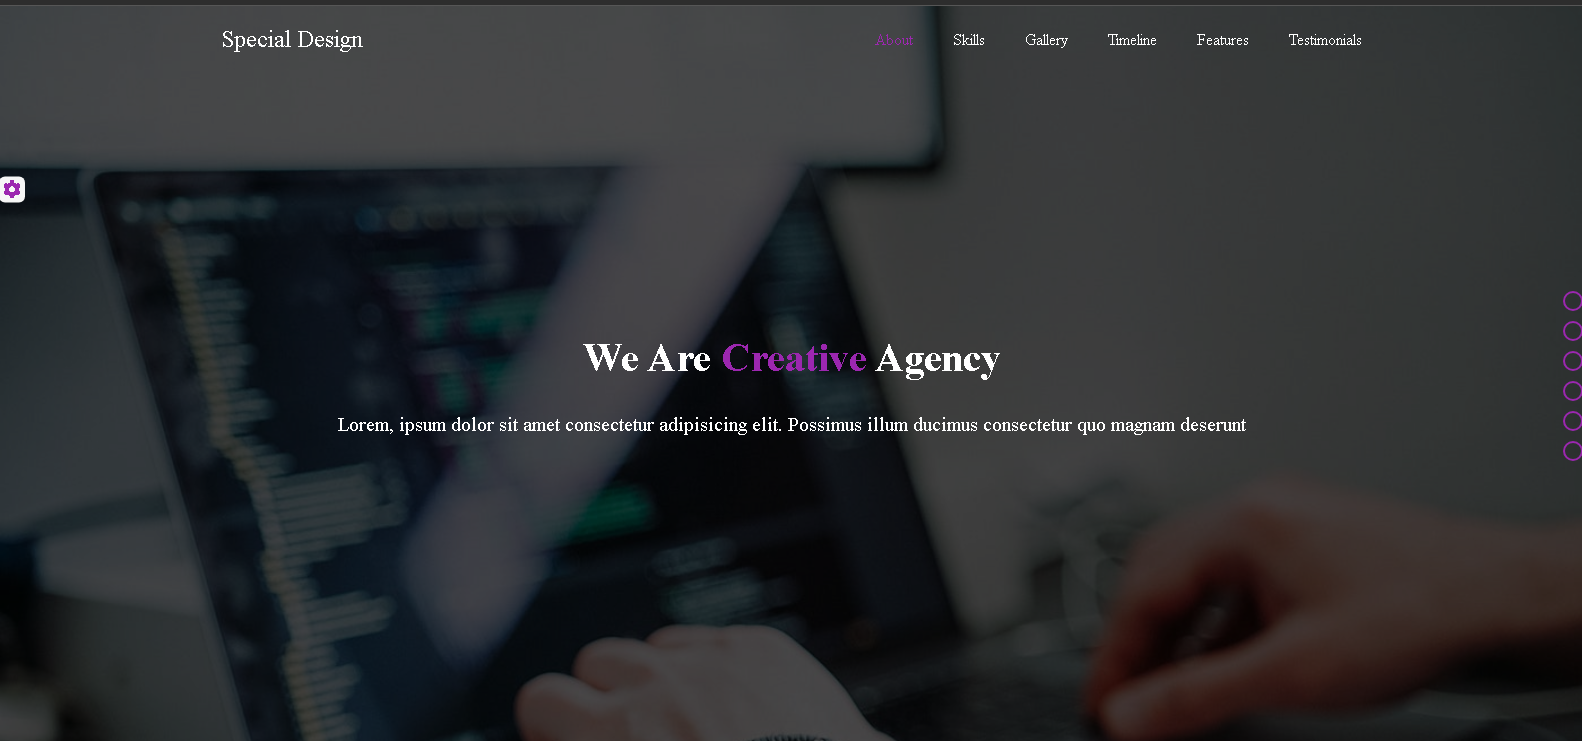 Special Design
About Skills Gallery Timeline Features Testimonials
We Are Creative Agency
Lorem, ipsum dolor sit amet consectetur adipisicing elit. Possimus illum ducimus consectetur quo magnam deserunt